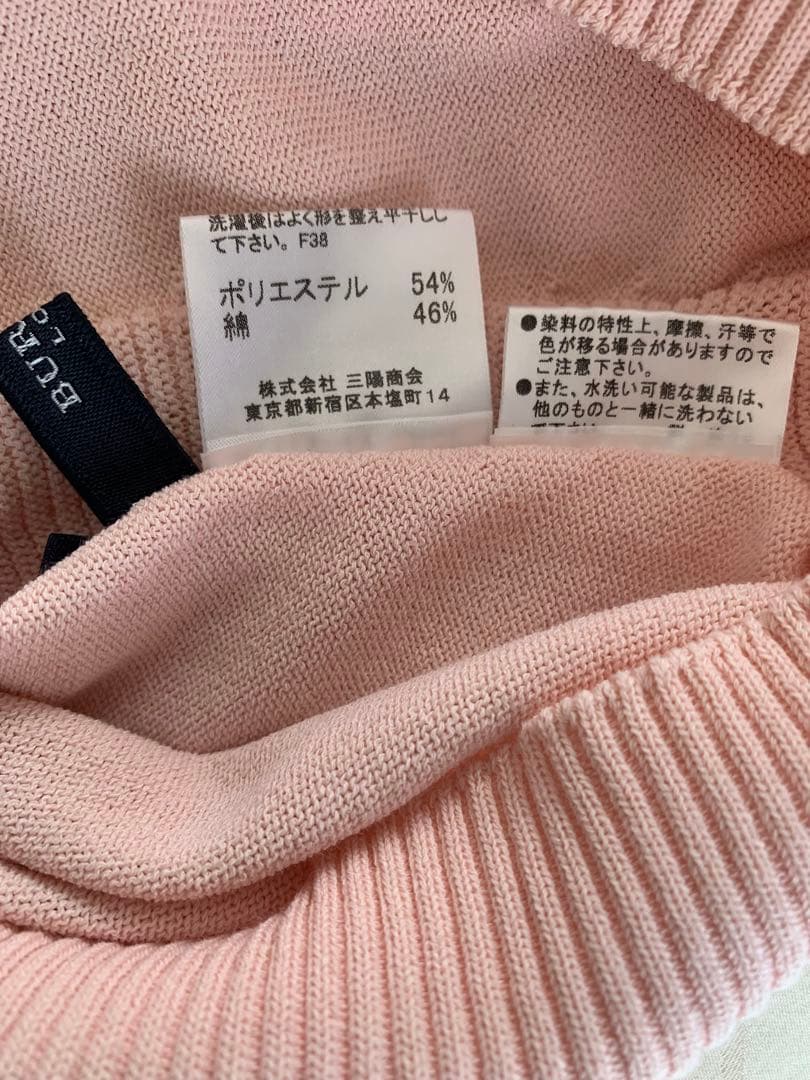 洗濯後はよく形を整え平干しし
て下さい。F38
ポリエステル 54%
綿 46%
株式会社 三陽商会
東京都新宿区本塩町14
●染料の特性上、摩擦、汗等で
色が移る場合がありますので
ご注意下さい。
●また、水洗い可能な製品は、
他のものと一緒に洗わない
BUR
LO